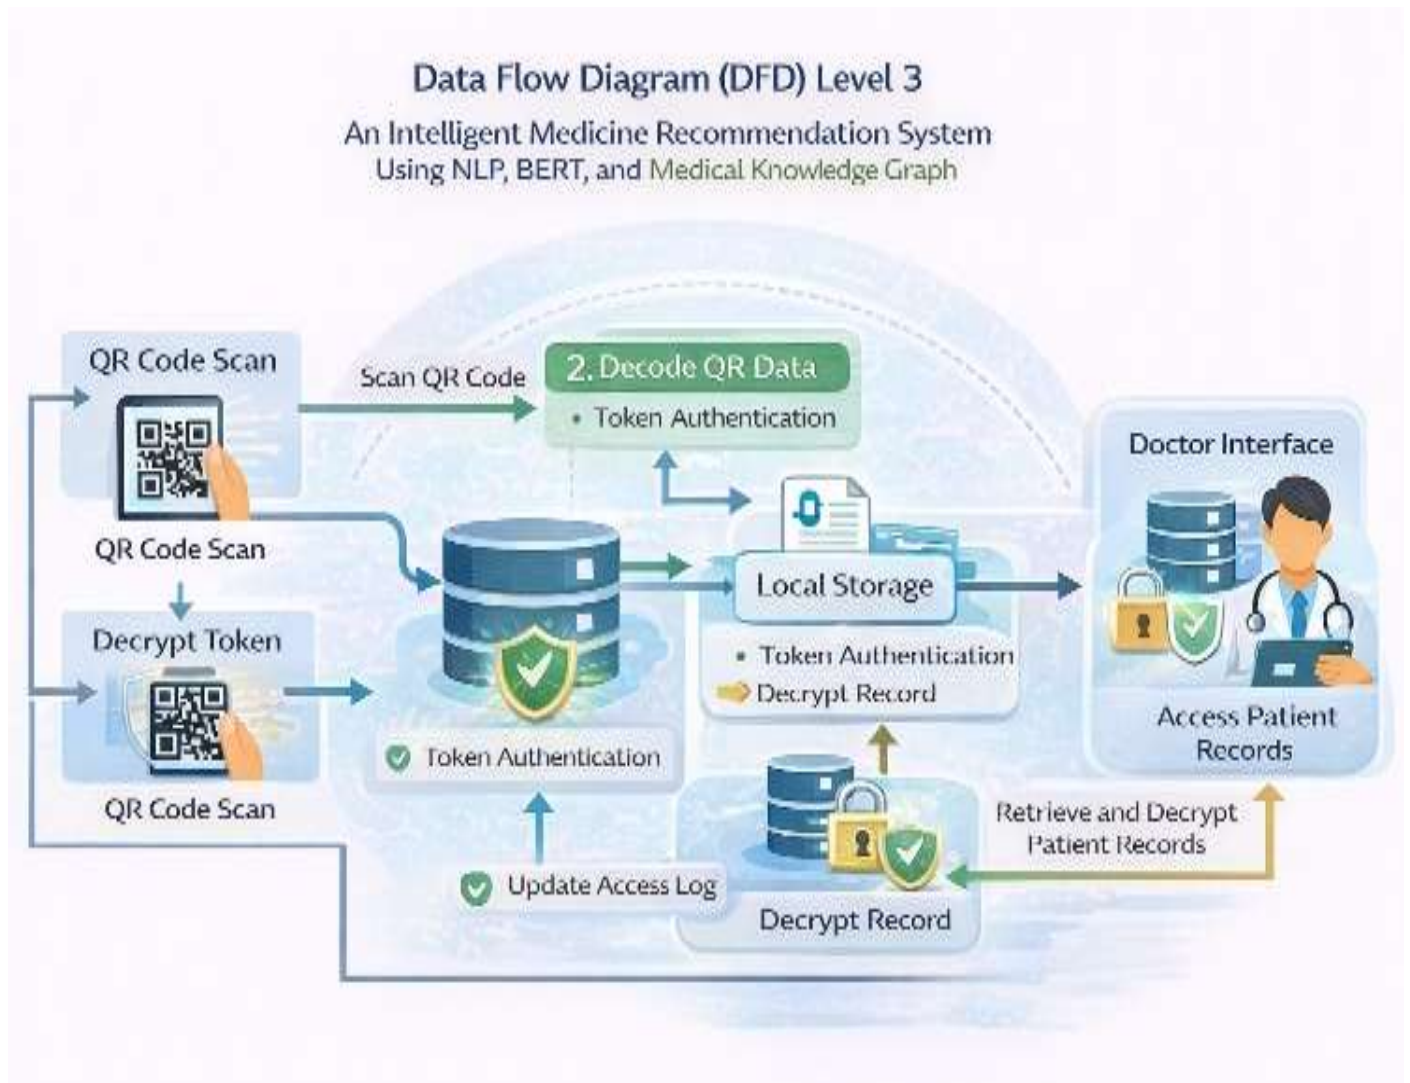 Data Flow Diagram (DFD) Level 3
An Intelligent Medicine Recommendation System
Using NLP, BERT, and Medical Knowledge Graph
QR Code Scan
Scan QR Code
2. Decode QR Data
• Token Authentication
QR Code Scan
Doctor Interface
Local Storage
Decrypt Token
• Token Authentication
Decrypt Record
QR Code Scan
Token Authentication
Access Patient
Records
Retrieve and Decrypt
Patient Records
Update Access Log
Decrypt Record